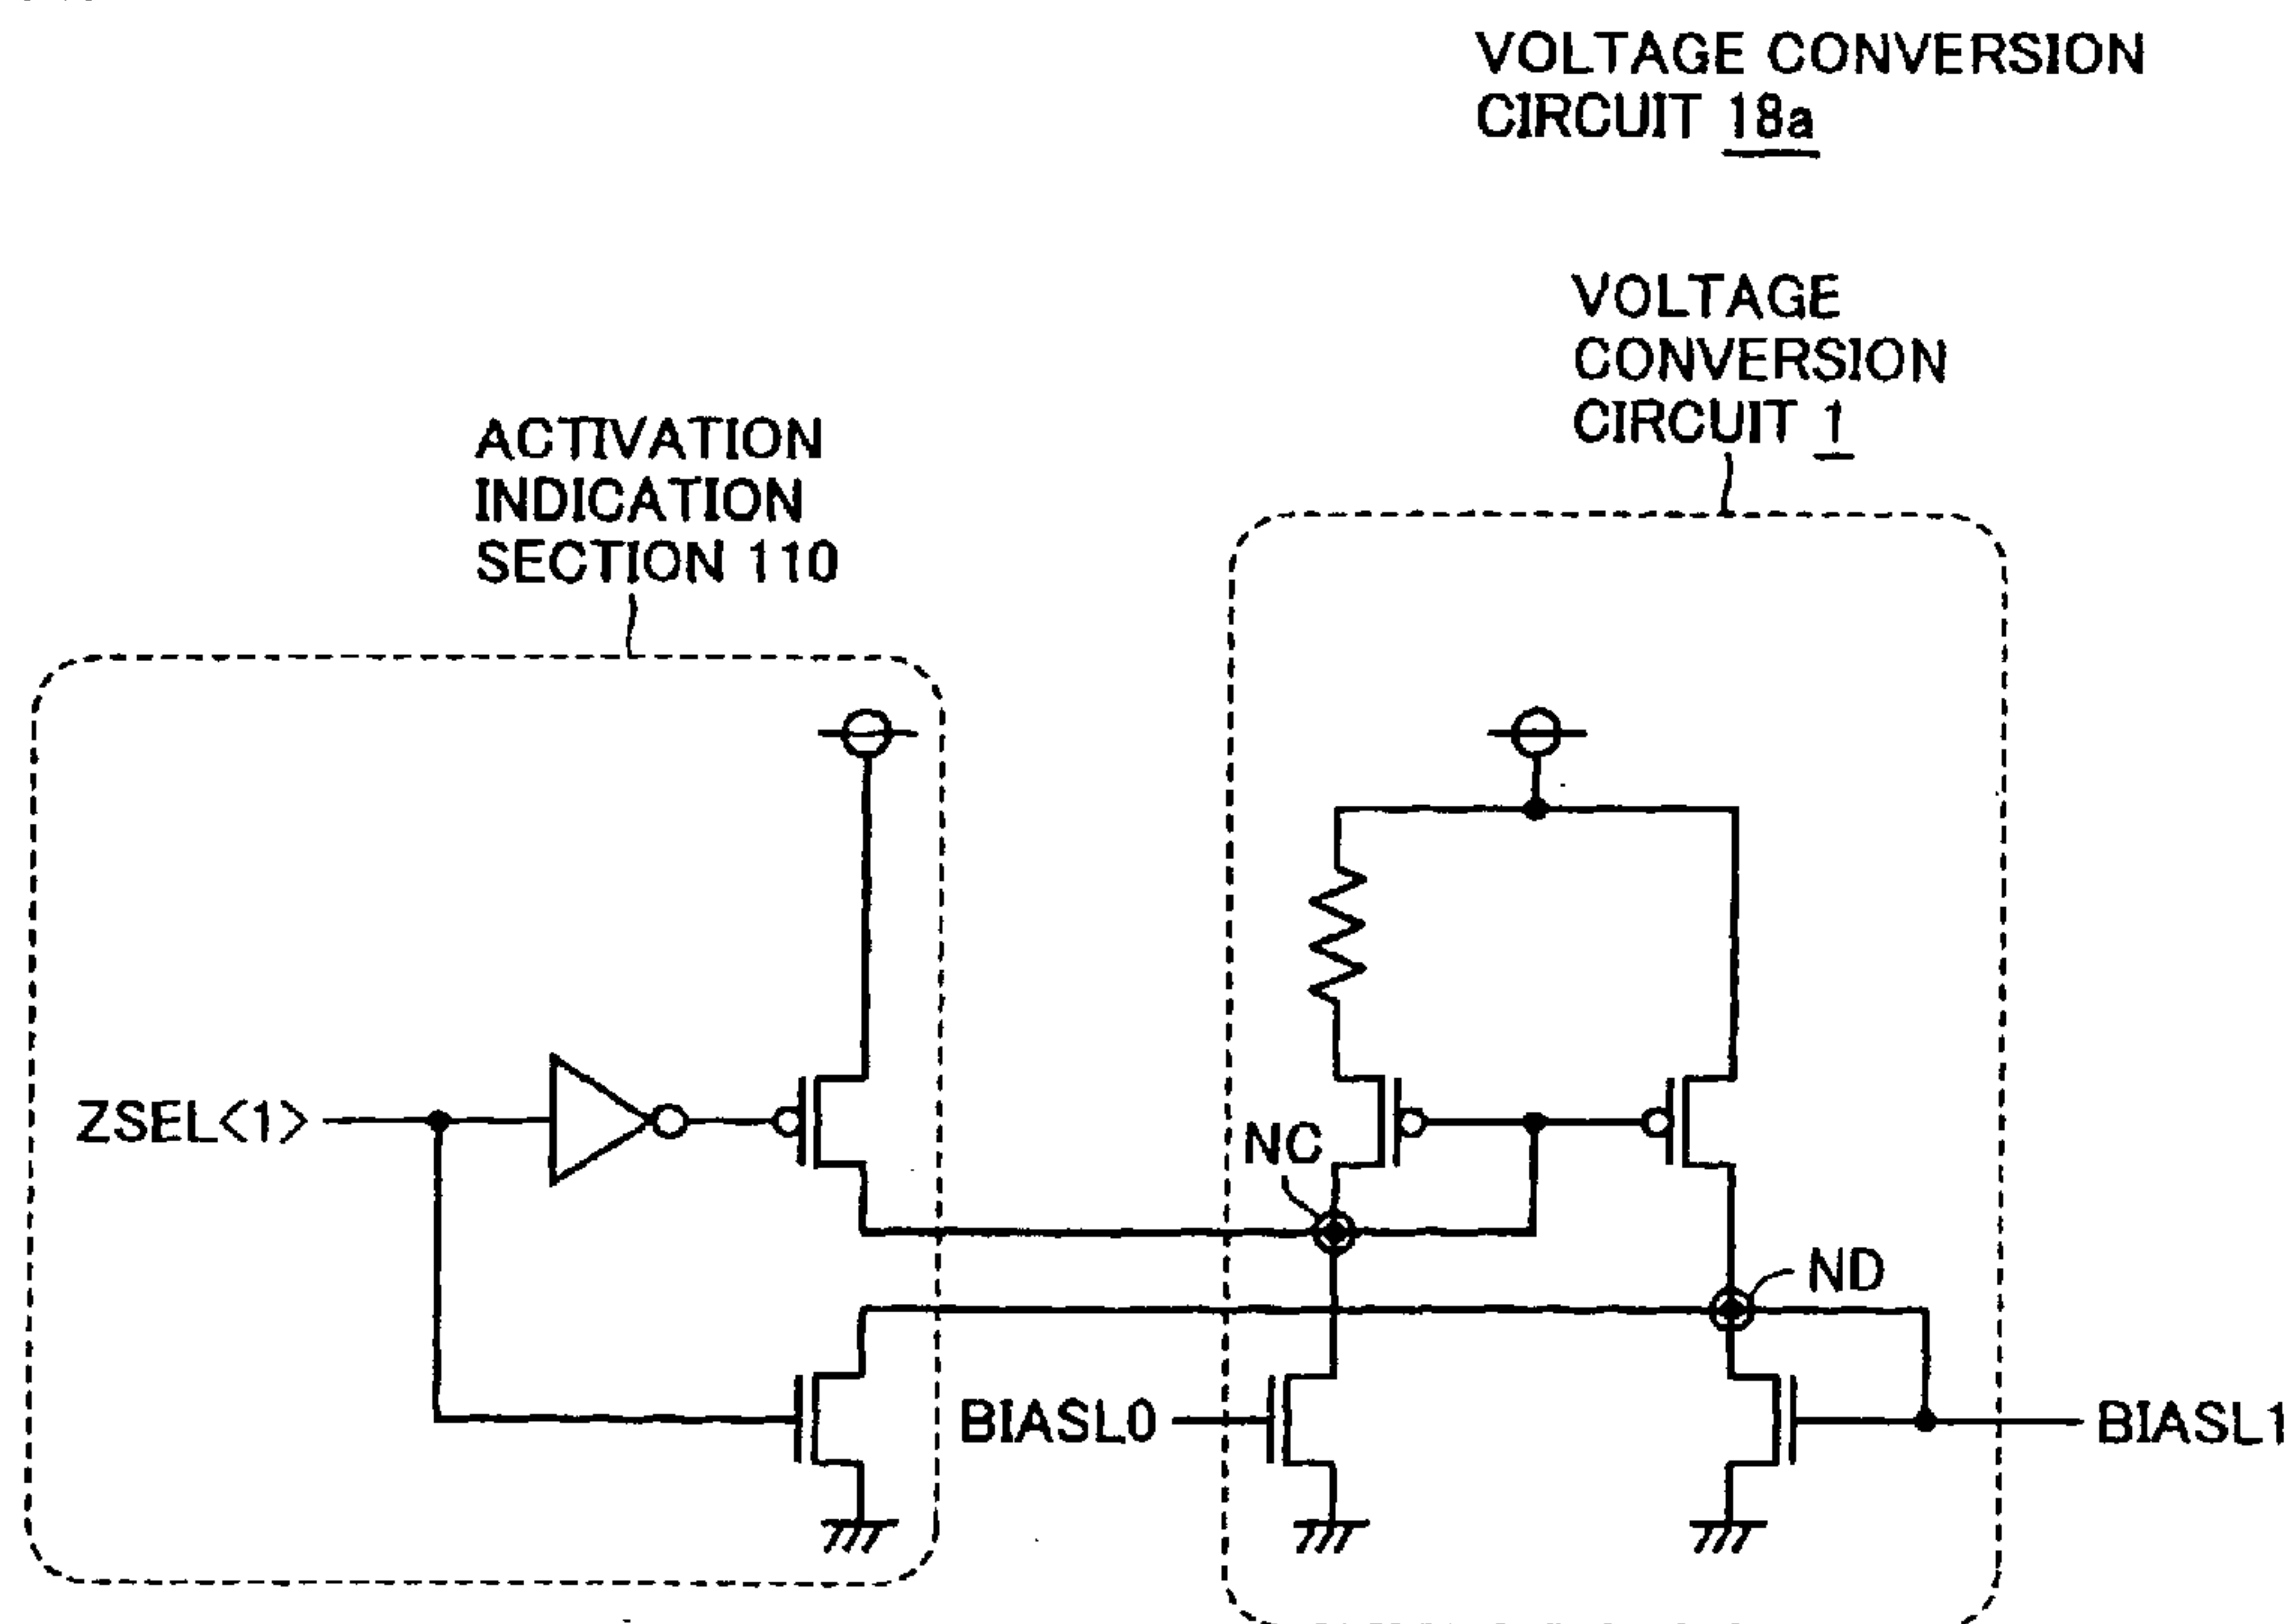 VOLTAGE CONVERSION
CIRCUIT 18a
VOLTAGE
CONVERSION
CIRCUIT 1
ACTIVATION
INDICATION
SECTION 110
ZSEL<1>
NC
ND
BIASL0
BIASL1